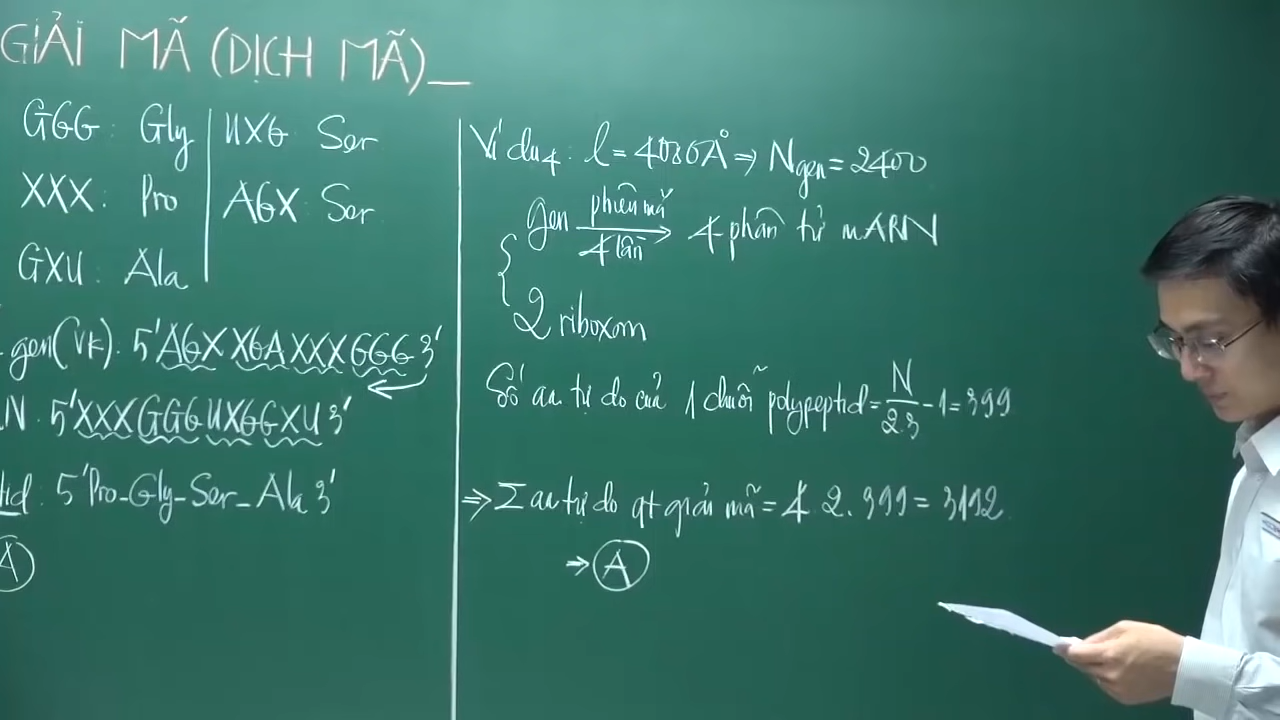 GIẢI MÃ (DỊCH MÃ)_
GGG: Gly
UXG Ser
XXX: Pro
AGX Ser
GXU: Ala
gen(VK). 5'AGX XGA XXX GGG 3'
N. 5'XXX GGG UXG GXU 3'
tid: 5'Pro-Gly-Ser-Ala 3'
A
Ví dụ 4: l = 4080A° => Ngen = 2400
gen phiên mã 4 lần → 4 phân tử mARN
2 riboxom
Số aa tự do của 1 chuỗi polypeptid = N/2.3 - 1 = 399
=> Σ aa tự do qt giải mã = 4. 2. 399 = 3192
→ A